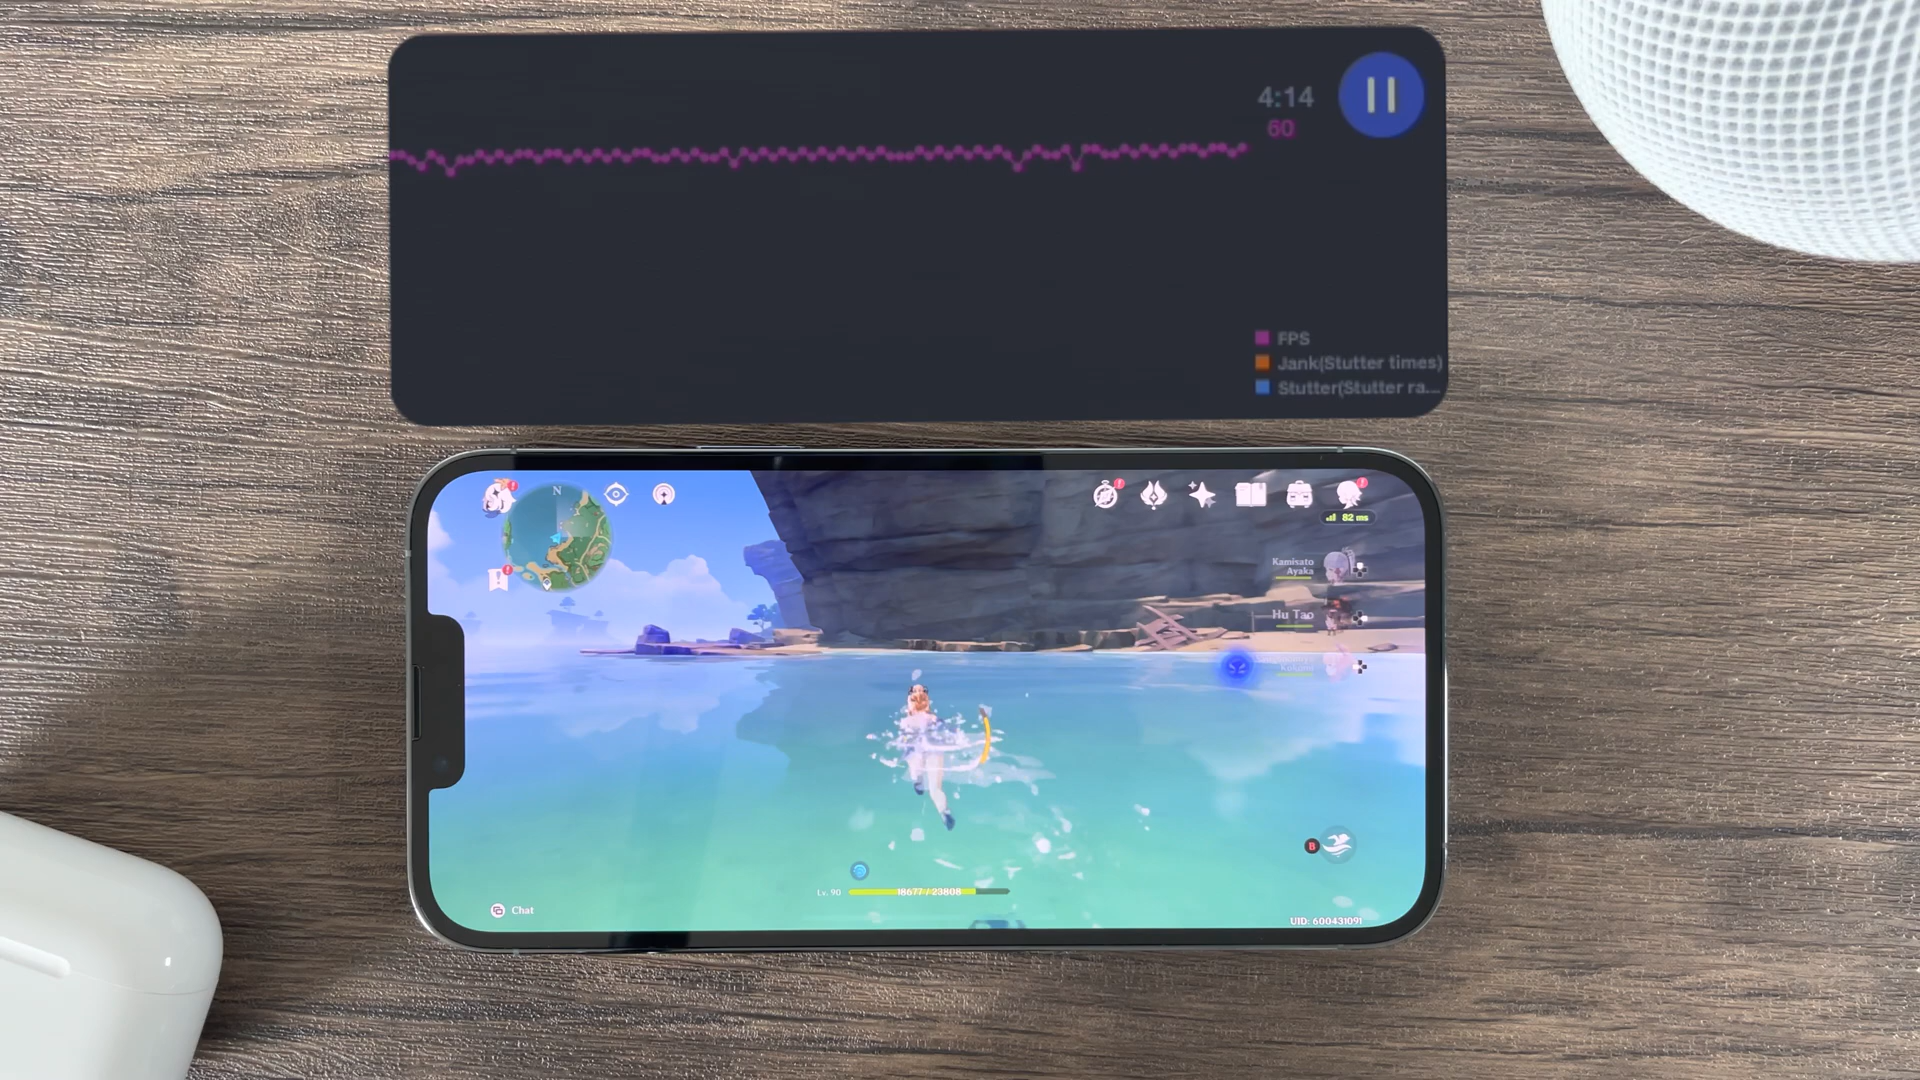 4:14
60
FPS
Jank(Stutter times)
Stutter(Stutter ra...
N
82 ms
Kamisato
Ayaka
Hu Tao
B
Lv. 90
18677 / 23808
Chat
UID: 600431091